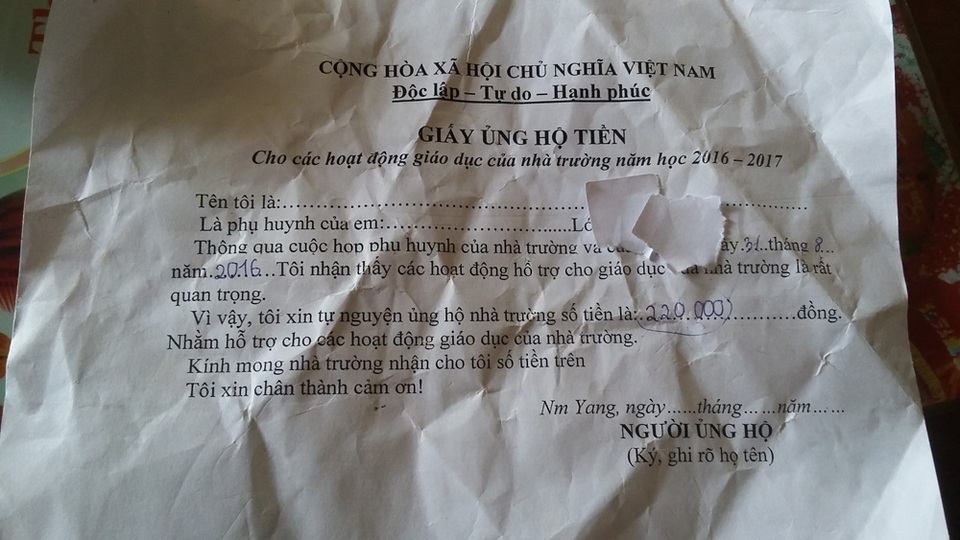 CỘNG HÒA XÃ HỘI CHỦ NGHĨA VIỆT NAM
Độc lập – Tự do – Hạnh phúc
GIẤY ỦNG HỘ TIỀN
Cho các hoạt động giáo dục của nhà trường năm học 2016 – 2017
Tên tôi là:..............................................................................
Là phụ huynh của em:.............................
Thông qua cuộc họp phụ huynh của nhà trường và 31..tháng 8...
năm.2016...Tôi nhận thấy các hoạt động hỗ trợ cho giáo dục nhà trường là rất
quan trọng.
Vì vậy, tôi xin tự nguyện ủng hộ nhà trường số tiền là:.220.000...........đồng.
Nhằm hỗ trợ cho các hoạt động giáo dục của nhà trường.
Kính mong nhà trường nhận cho tôi số tiền trên
Tôi xin chân thành cảm ơn!
Nm Yang, ngày......tháng......năm......
NGƯỜI ỦNG HỘ
(Ký, ghi rõ họ tên)